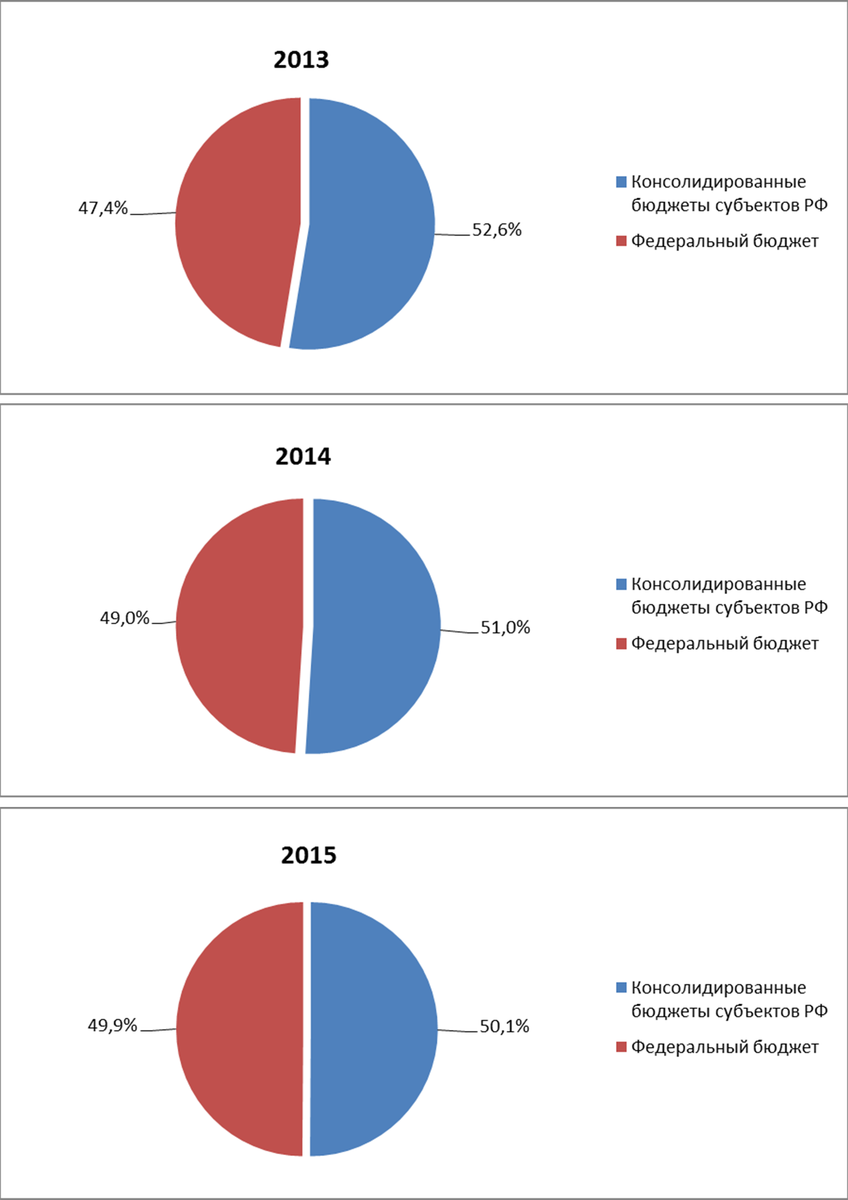 2013
47,4%
52,6%
Консолидированные
бюджеты субъектов РФ
Федеральный бюджет
2014
49,0%
51,0%
Консолидированные
бюджеты субъектов РФ
Федеральный бюджет
2015
49,9%
50,1%
Консолидированные
бюджеты субъектов РФ
Федеральный бюджет